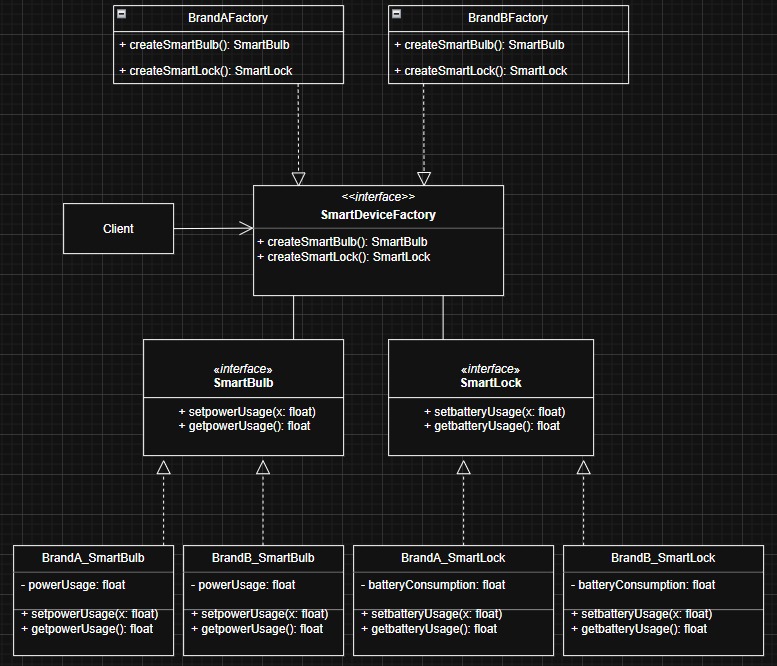 BrandAFactory
+ createSmartBulb(): SmartBulb
+ createSmartLock(): SmartLock
BrandBFactory
+ createSmartBulb(): SmartBulb
+ createSmartLock(): SmartLock
Client
<<interface>>
SmartDeviceFactory
+ createSmartBulb(): SmartBulb
+ createSmartLock(): SmartLock
«interface»
SmartBulb
+ setpowerUsage(x: float)
+ getpowerUsage(): float
«interface»
SmartLock
+ setbatteryUsage(x: float)
+ getbatteryUsage(): float
BrandA_SmartBulb
- powerUsage: float
+ setpowerUsage(x: float)
+ getpowerUsage(): float
BrandB_SmartBulb
- powerUsage: float
+ setpowerUsage(x: float)
+ getpowerUsage(): float
BrandA_SmartLock
- batteryConsumption: float
+ setbatteryUsage(x: float)
+ getbatteryUsage(): float
BrandB_SmartLock
- batteryConsumption: float
+ setbatteryUsage(x: float)
+ getbatteryUsage(): float